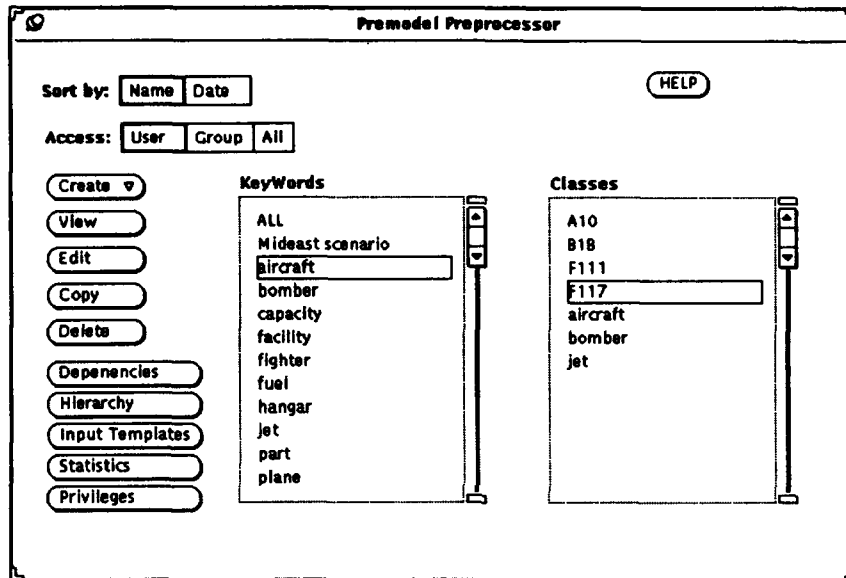 Premodel Preprocessor
Sort by: Name Date
HELP
Access: User Group All
Create
View
Edit
Copy
Delete
Depenencies
Hierarchy
Input Templates
Statistics
Privileges
KeyWords
ALL
Mideast scenario
aircraft
bomber
capacity
facility
fighter
fuel
hangar
jet
part
plane
Classes
A10
B1B
F111
F117
aircraft
bomber
jet